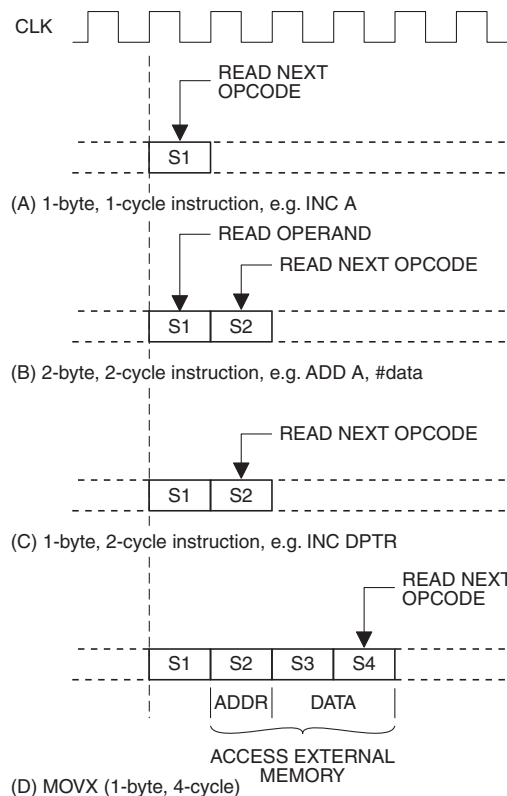 CLK
READ NEXT
OPCODE
S1
(A) 1-byte, 1-cycle instruction, e.g. INC A
READ OPERAND
READ NEXT OPCODE
S1 S2
(B) 2-byte, 2-cycle instruction, e.g. ADD A, #data
READ NEXT OPCODE
S1 S2
(C) 1-byte, 2-cycle instruction, e.g. INC DPTR
READ NEXT
OPCODE
S1 S2 S3 S4
ADDR DATA
ACCESS EXTERNAL
MEMORY
(D) MOVX (1-byte, 4-cycle)